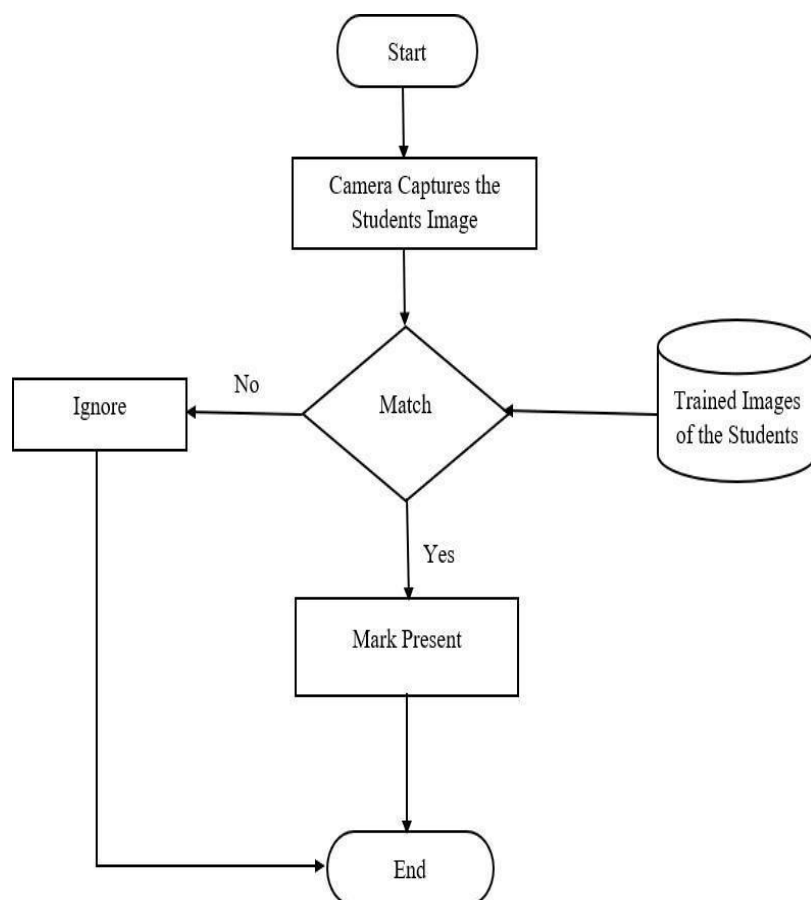 Start
Camera Captures the
Students Image
No
Ignore
Match
Trained Images
of the Students
Yes
Mark Present
End